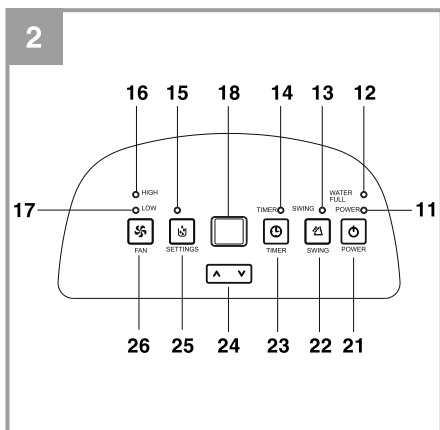 2
16 15 18 14 13 12
HIGH
WATER
FULL
17 LOW TIMER SWING POWER 11
FAN SETTINGS TIMER SWING POWER
26 25 24 23 22 21